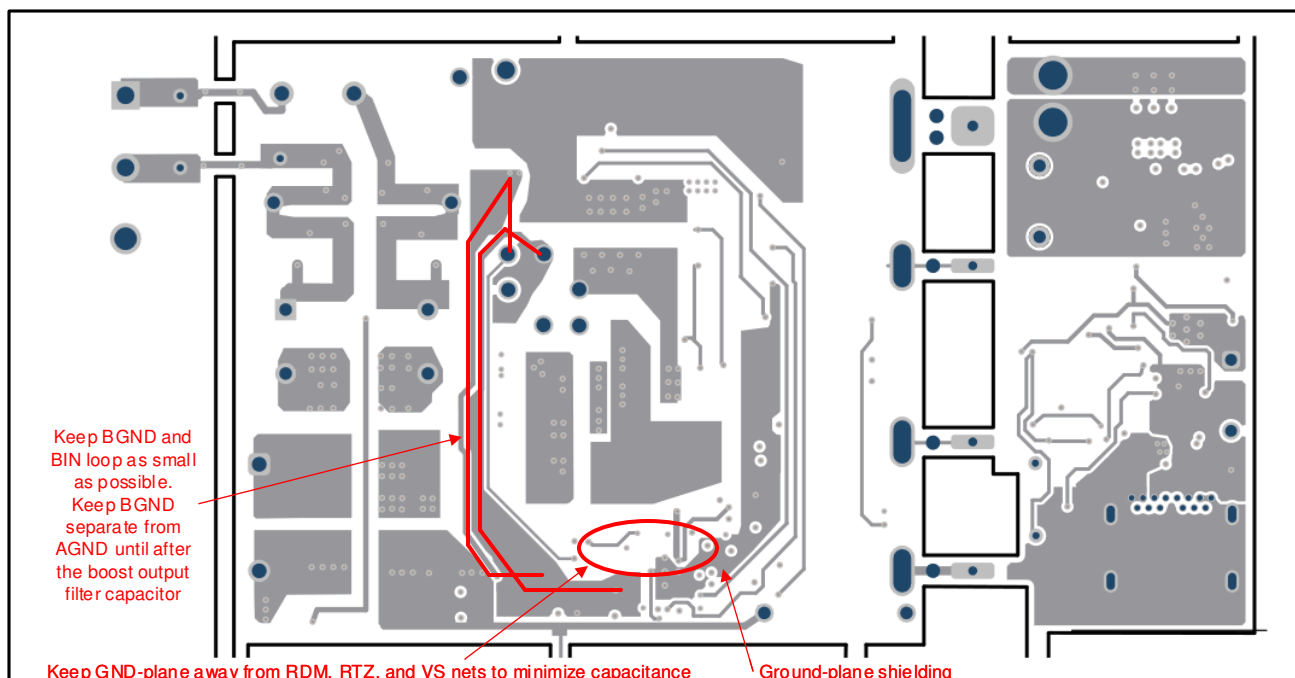 Keep BGND and
BIN loop as small
as possible.
Keep BGND
separate from
AGND until after
the boost output
filter capacitor
Keep GND-plane away from RDM, RTZ, and VS nets to minimize capacitance
Ground-plane shielding